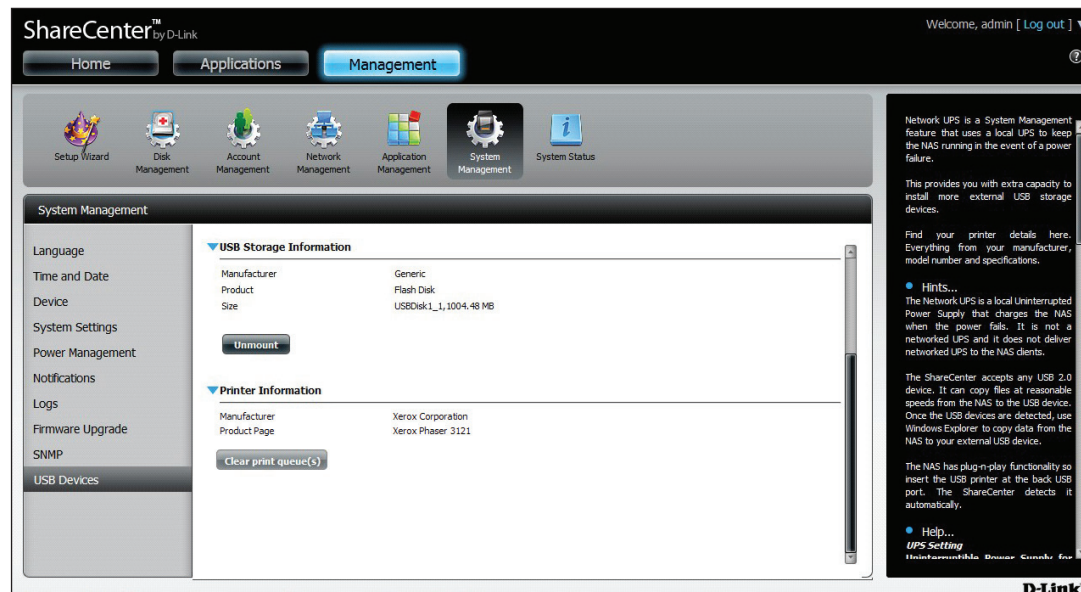 ShareCenter™ by D-Link
Welcome, admin [ Log out ]
Home
Applications
Management
Setup Wizard
Disk
Management
Account
Management
Network
Management
Application
Management
System
Management
System Status
System Management
Language
Time and Date
Device
System Settings
Power Management
Notifications
Logs
Firmware Upgrade
SNMP
USB Devices
USB Storage Information
Manufacturer Generic
Product Flash Disk
Size USBDisk1_1,1004.48 MB
Unmount
Printer Information
Manufacturer Xerox Corporation
Product Page Xerox Phaser 3121
Clear print queue(s)
Network UPS is a System Management
feature that uses a local UPS to keep
the NAS running in the event of a power
failure.
This provides you with extra capacity to
install more external USB storage
devices.
Find your printer details here.
Everything from your manufacturer,
model number and specifications.
Hints...
The Network UPS is a local Uninterrupted
Power Supply that charges the NAS
when the power fails. It is not a
networked UPS and it does not deliver
networked UPS to the NAS clients.
The ShareCenter accepts any USB 2.0
device. It can copy files at reasonable
speeds from the NAS to the USB device.
Once the USB devices are detected, use
Windows Explorer to copy data from the
NAS to your external USB device.
The NAS has plug-n-play functionality so
insert the USB printer at the back USB
port. The ShareCenter detects it
automatically.
Help...
UPS Setting
Uninterruptible Power Supply for
D-Link